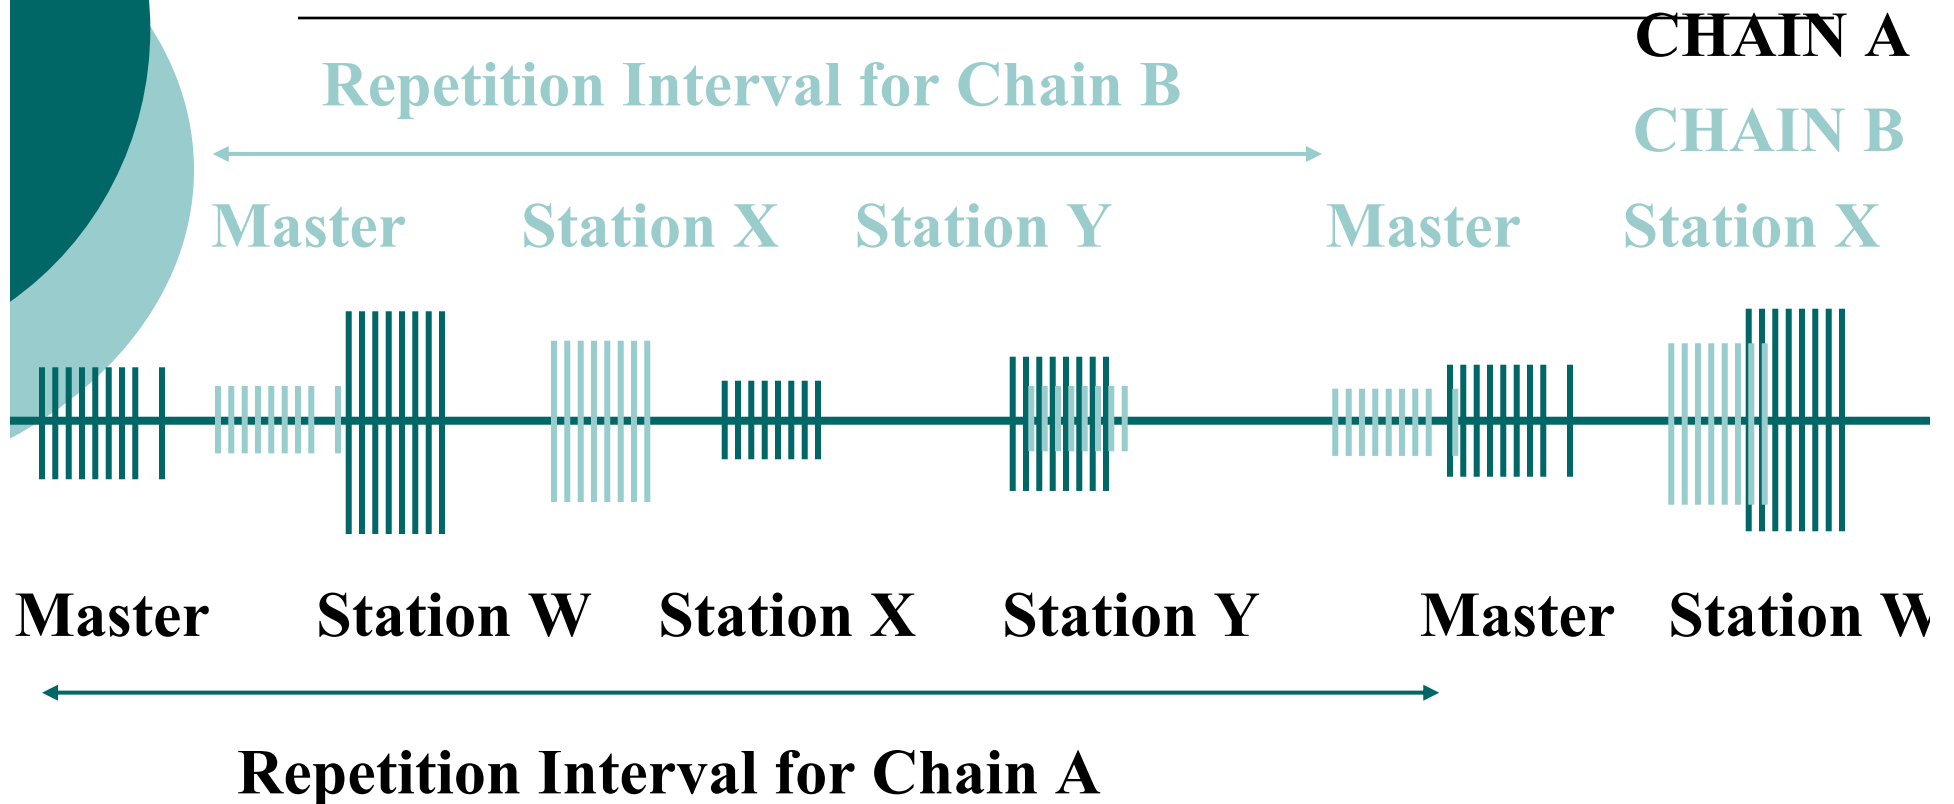 CHAIN A
Repetition Interval for Chain B
CHAIN B
Master Station X Station Y Master Station X
Master Station W Station X Station Y Master Station W
Repetition Interval for Chain A